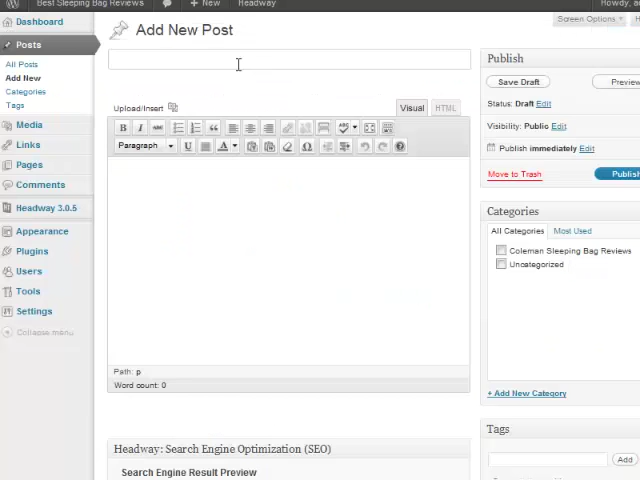 Best Sleeping Bag Reviews + New Headway
Dashboard
Posts
All Posts
Add New
Categories
Tags
Media
Links
Pages
Comments
Headway 3.0.5
Appearance
Plugins
Users
Tools
Settings
Collapse menu
Add New Post
Screen Options
Upload/Insert
Visual HTML
B I ABC
Paragraph U A Ω
Path: p
Word count: 0
Headway: Search Engine Optimization (SEO)
Search Engine Result Preview
Publish
Save Draft Preview
Status: Draft Edit
Visibility: Public Edit
Publish immediately Edit
Move to Trash Publish
Categories
All Categories Most Used
Coleman Sleeping Bag Reviews
Uncategorized
+ Add New Category
Tags
Add